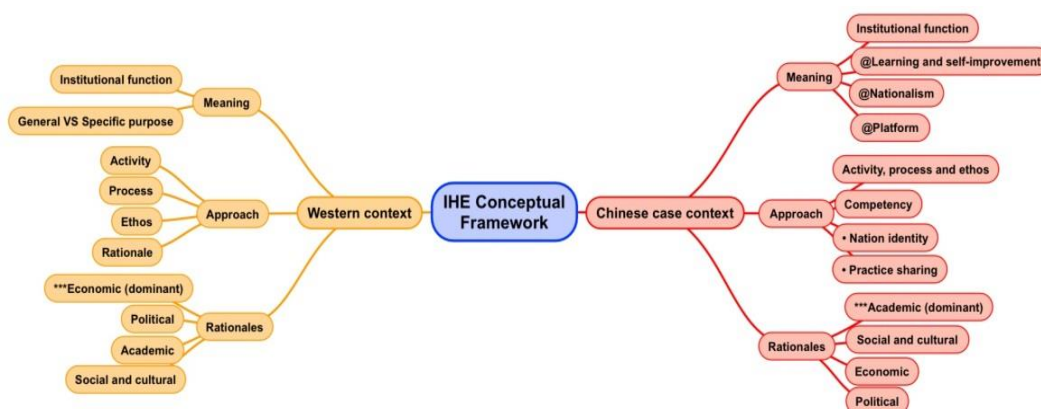 IHE Conceptual
Framework
Western context
Meaning
Institutional function
General VS Specific purpose
Approach
Activity
Process
Ethos
Rationale
Rationales
***Economic (dominant)
Political
Academic
Social and cultural
Chinese case context
Meaning
Institutional function
@Learning and self-improvement
@Nationalism
@Platform
Approach
Activity, process and ethos
Competency
• Nation identity
• Practice sharing
Rationales
***Academic (dominant)
Social and cultural
Economic
Political